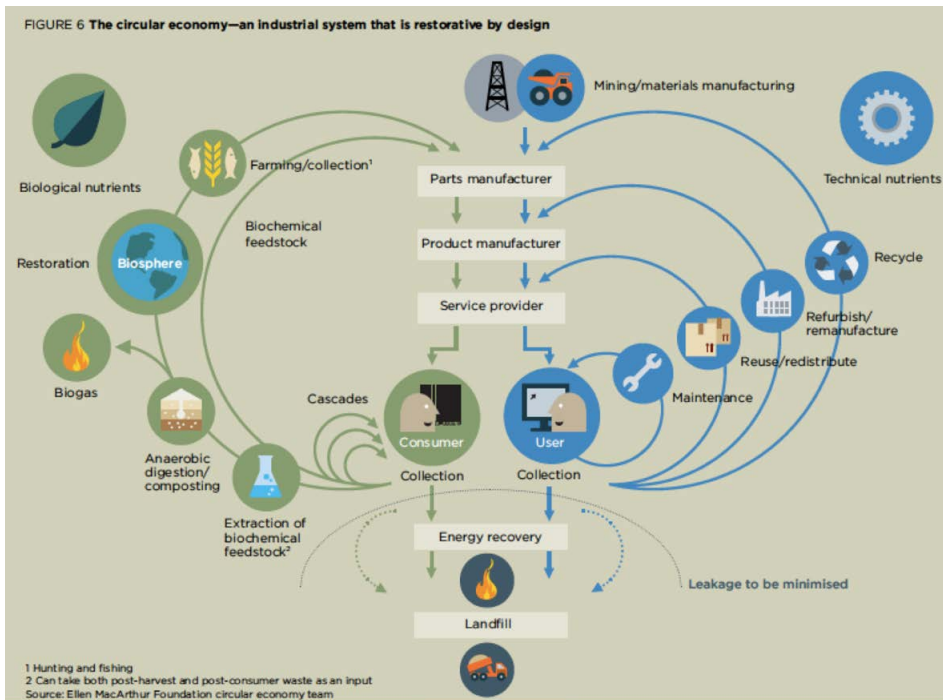 FIGURE 6 The circular economy—an industrial system that is restorative by design
Mining/materials manufacturing
Biological nutrients
Farming/collection¹
Parts manufacturer
Technical nutrients
Biochemical
feedstock
Product manufacturer
Restoration
Biosphere
Recycle
Service provider
Refurbish/
remanufacture
Reuse/redistribute
Biogas
Cascades
Maintenance
Consumer
User
Anaerobic
digestion/
composting
Collection
Collection
Extraction of
biochemical
feedstock²
Energy recovery
Leakage to be minimised
Landfill
1 Hunting and fishing
2 Can take both post-harvest and post-consumer waste as an input
Source: Ellen MacArthur Foundation circular economy team